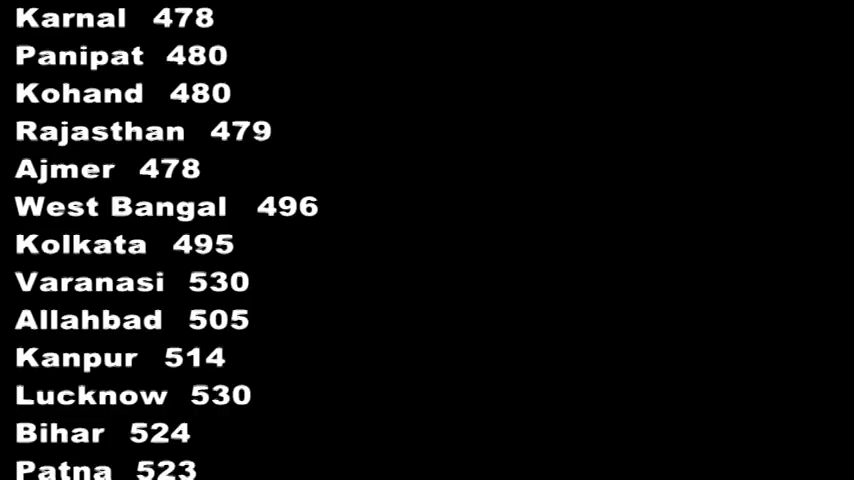 Karnal 478
Panipat 480
Kohand 480
Rajasthan 479
Ajmer 478
West Bangal 496
Kolkata 495
Varanasi 530
Allahbad 505
Kanpur 514
Lucknow 530
Bihar 524
Patna 523